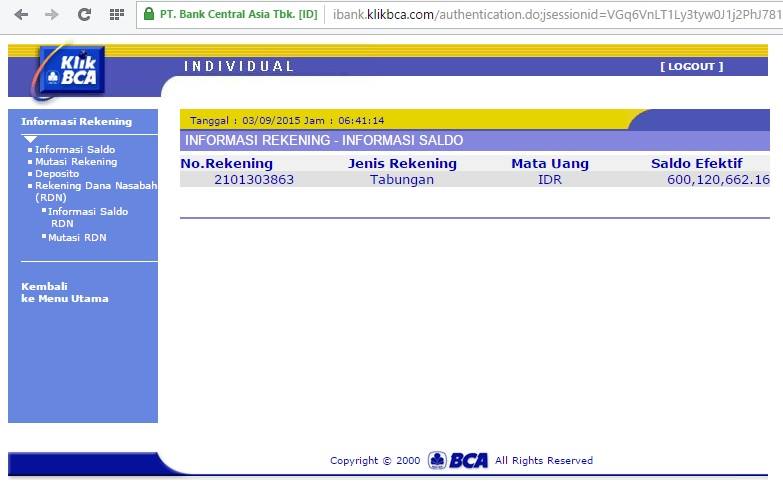 PT. Bank Central Asia Tbk. [ID] ibank.klikbca.com/authentication.do;jsessionid=VGq6VnLT1Ly3tyw0J1j2PhJ781
Klik BCA
INDIVIDUAL
[ LOGOUT ]
Informasi Rekening
Informasi Saldo
Mutasi Rekening
Deposito
Rekening Dana Nasabah
(RDN)
Informasi Saldo
RDN
Mutasi RDN
Kembali
ke Menu Utama
Tanggal : 03/09/2015 Jam : 06:41:14
INFORMASI REKENING - INFORMASI SALDO
No.Rekening Jenis Rekening Mata Uang Saldo Efektif
2101303863 Tabungan IDR 600,120,662.16
Copyright © 2000 BCA All Rights Reserved